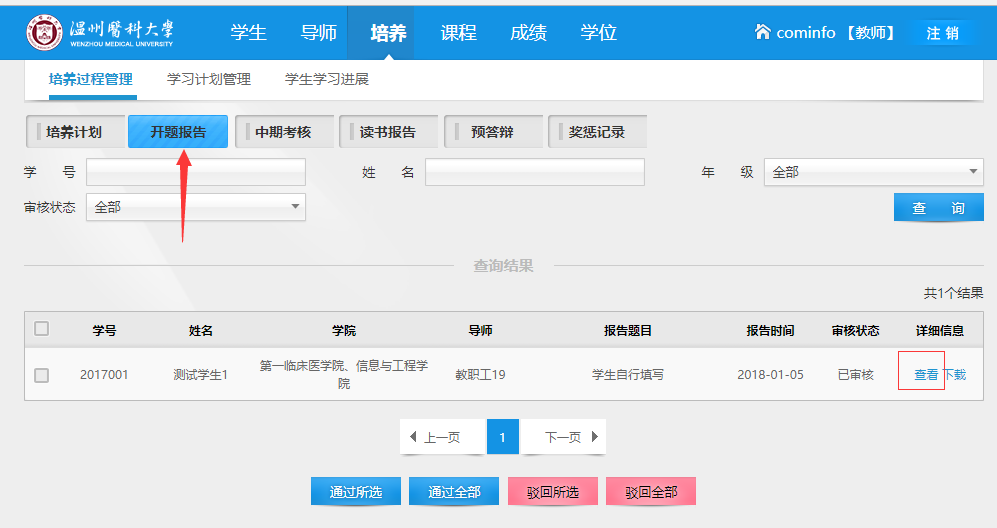 温州醫科大学
WENZHOU MEDICAL UNIVERSITY
学生 导师 培养 课程 成绩 学位
cominfo 【教师】 注 销
培养过程管理 学习计划管理 学生学习进展
培养计划 开题报告 中期考核 读书报告 预答辩 奖惩记录
学 号 姓 名 年 级 全部
审核状态 全部 查 询
查询结果
共1个结果
学号 姓名 学院 导师 报告题目 报告时间 审核状态 详细信息
2017001 测试学生1 第一临床医学院、信息与工程学 教职工19 学生自行填写 2018-01-05 已审核 查看 下载
院
上一页 1 下一页
通过所选 通过全部 驳回所选 驳回全部